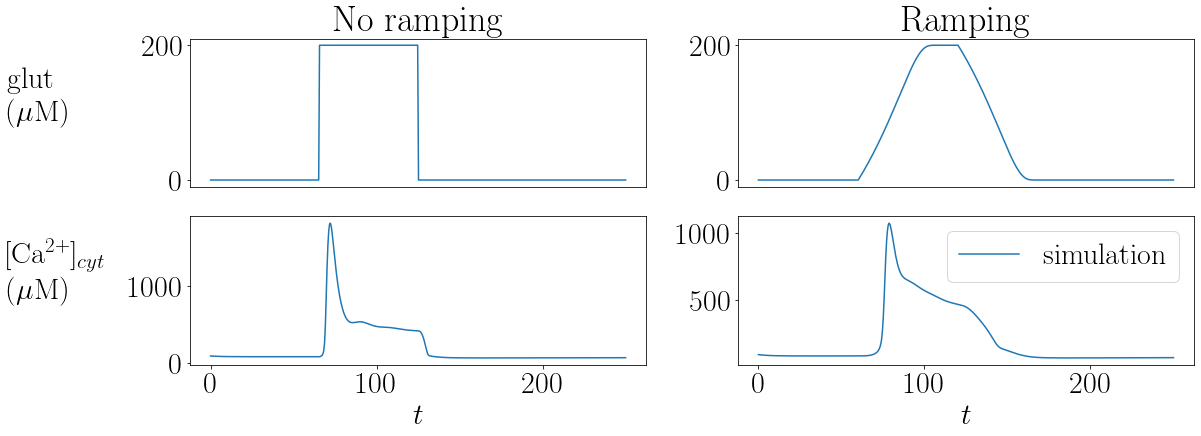 No ramping
Ramping
glut
(μM)
200
0
200
0
[Ca²⁺]cyt
(μM)
1000
0
1000
500
simulation
0 100 200
0 100 200
t
t